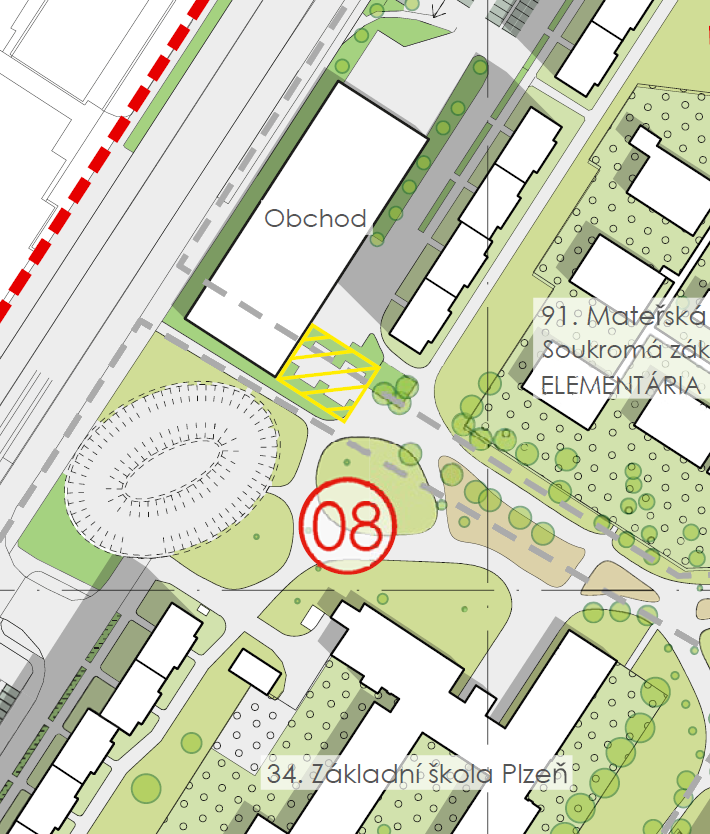 Obchod
91. Mateřská
Soukromá zák
ELEMENTÁRIA
08
34. Základní škola Plzeň